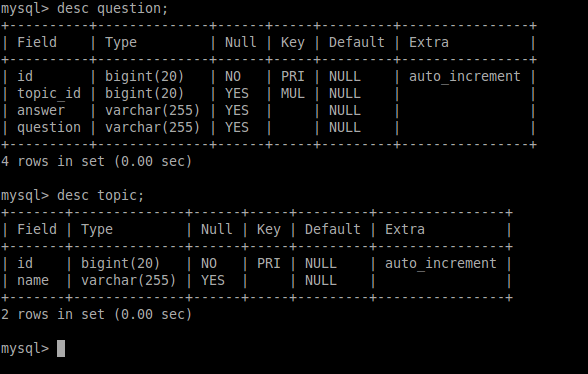 mysql> desc question;
+----------+--------------+------+-----+---------+----------------+
| Field    | Type         | Null | Key | Default | Extra          |
+----------+--------------+------+-----+---------+----------------+
| id       | bigint(20)   | NO   | PRI | NULL    | auto_increment |
| topic_id | bigint(20)   | YES  | MUL | NULL    |                |
| answer   | varchar(255) | YES  |     | NULL    |                |
| question | varchar(255) | YES  |     | NULL    |                |
+----------+--------------+------+-----+---------+----------------+
4 rows in set (0.00 sec)

mysql> desc topic;
+-------+--------------+------+-----+---------+----------------+
| Field | Type         | Null | Key | Default | Extra          |
+-------+--------------+------+-----+---------+----------------+
| id    | bigint(20)   | NO   | PRI | NULL    | auto_increment |
| name  | varchar(255) | YES  |     | NULL    |                |
+-------+--------------+------+-----+---------+----------------+
2 rows in set (0.00 sec)

mysql>